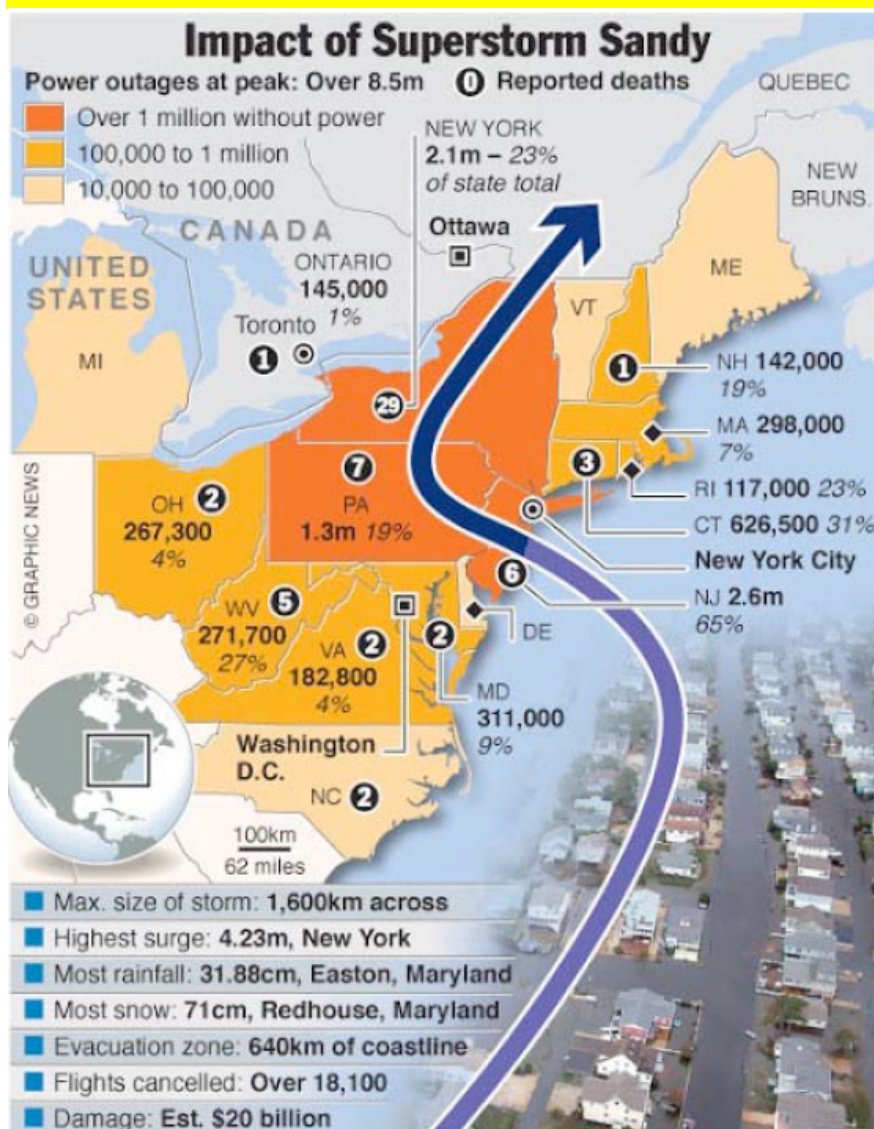 Impact of Superstorm Sandy
Power outages at peak: Over 8.5m
0 Reported deaths
Over 1 million without power
100,000 to 1 million
10,000 to 100,000
QUEBEC
NEW BRUNS.
NEW YORK
2.1m – 23%
of state total
CANADA
Ottawa
UNITED
STATES
ONTARIO
145,000
1%
Toronto
1
MI
ME
VT
1
NH 142,000
19%
29
MA 298,000
7%
7
PA
1.3m 19%
3
RI 117,000 23%
CT 626,500 31%
New York City
OH 2
267,300
4%
6
NJ 2.6m
65%
WV 5
271,700
27%
VA 2
182,800
4%
2
DE
MD
311,000
9%
Washington
D.C.
NC 2
100km
62 miles
© GRAPHIC NEWS
Max. size of storm: 1,600km across
Highest surge: 4.23m, New York
Most rainfall: 31.88cm, Easton, Maryland
Most snow: 71cm, Redhouse, Maryland
Evacuation zone: 640km of coastline
Flights cancelled: Over 18,100
Damage: Est. $20 billion